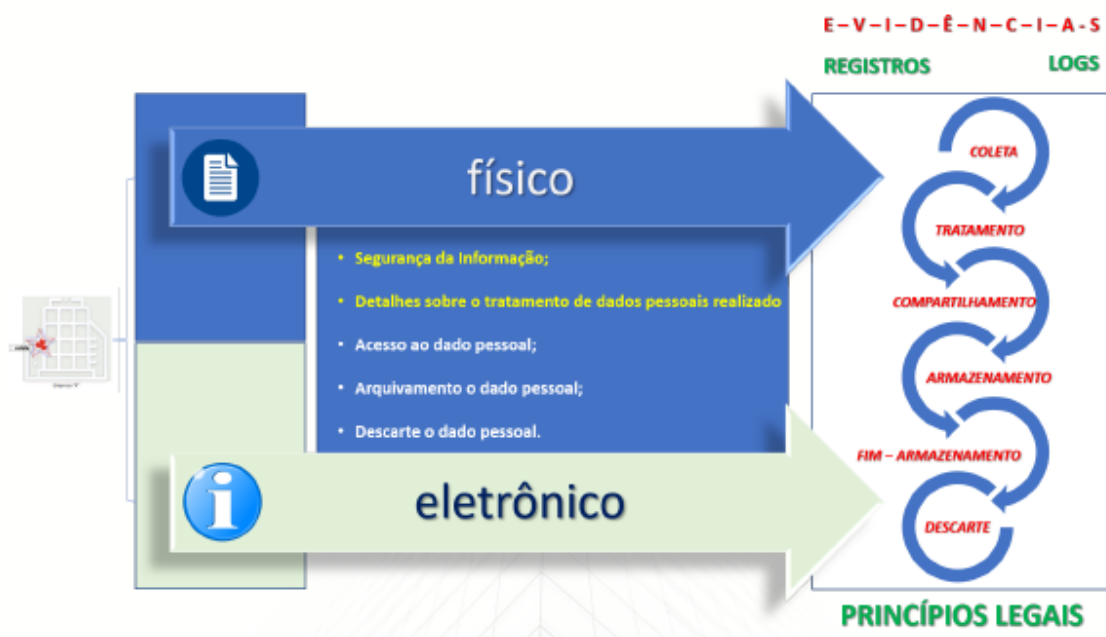 E–V–I–D–Ê–N–C–I–A-S
REGISTROS LOGS
físico
• Segurança da Informação;
• Detalhes sobre o tratamento de dados pessoais realizado
• Acesso ao dado pessoal;
• Arquivamento o dado pessoal;
• Descarte o dado pessoal.
eletrônico
COLETA
TRATAMENTO
COMPARTILHAMENTO
ARMAZENAMENTO
FIM – ARMAZENAMENTO
DESCARTE
PRINCÍPIOS LEGAIS